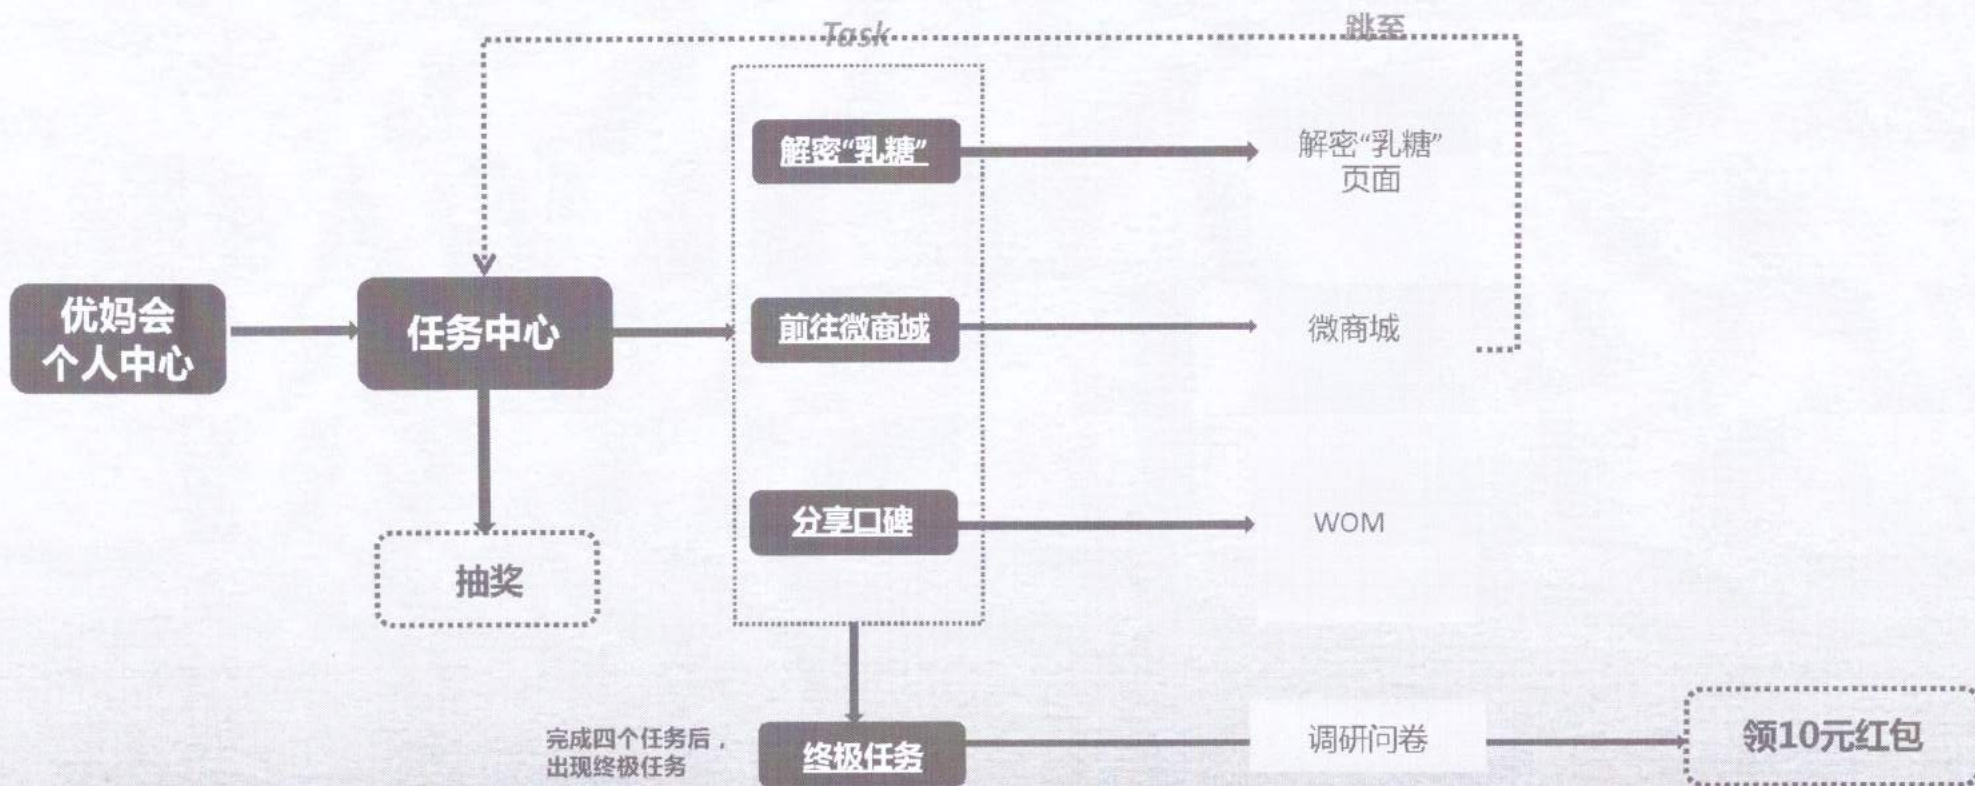 Task
跳至
解密“乳糖”
解密“乳糖”
页面
优妈会
个人中心
任务中心
前往微商城
微商城
分享口碑
WOM
抽奖
完成四个任务后，
出现终极任务
终极任务
调研问卷
领10元红包